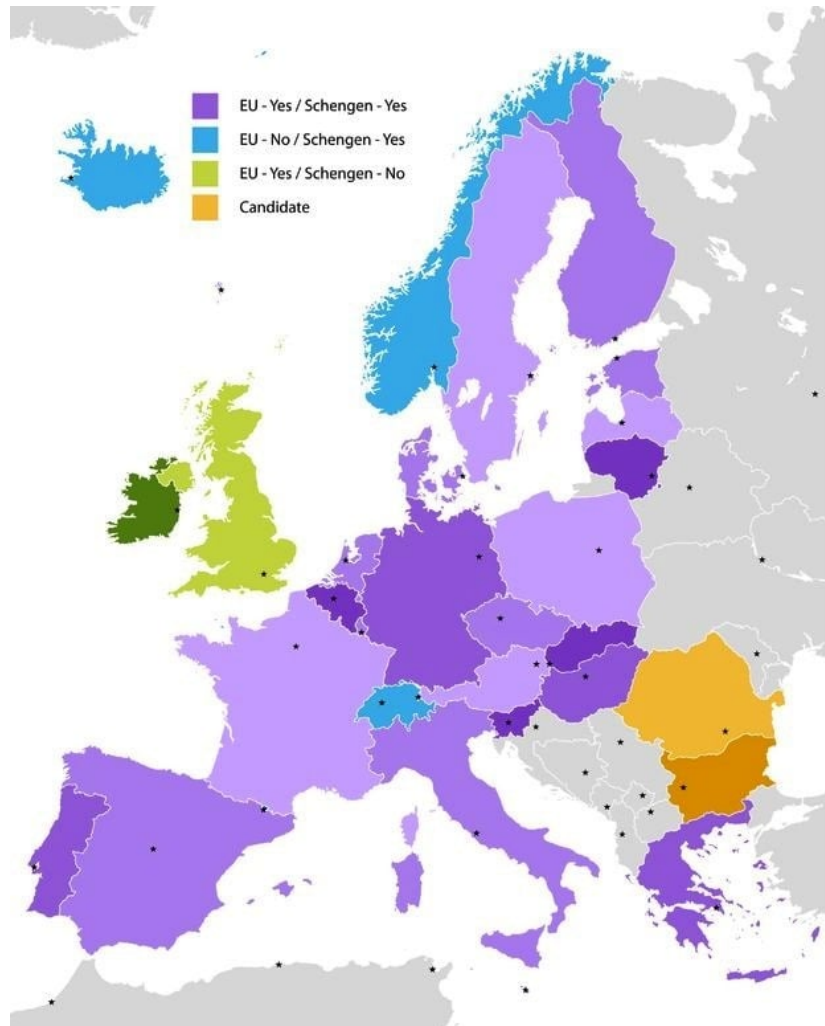 EU - Yes / Schengen - Yes
EU - No / Schengen - Yes
EU - Yes / Schengen - No
Candidate